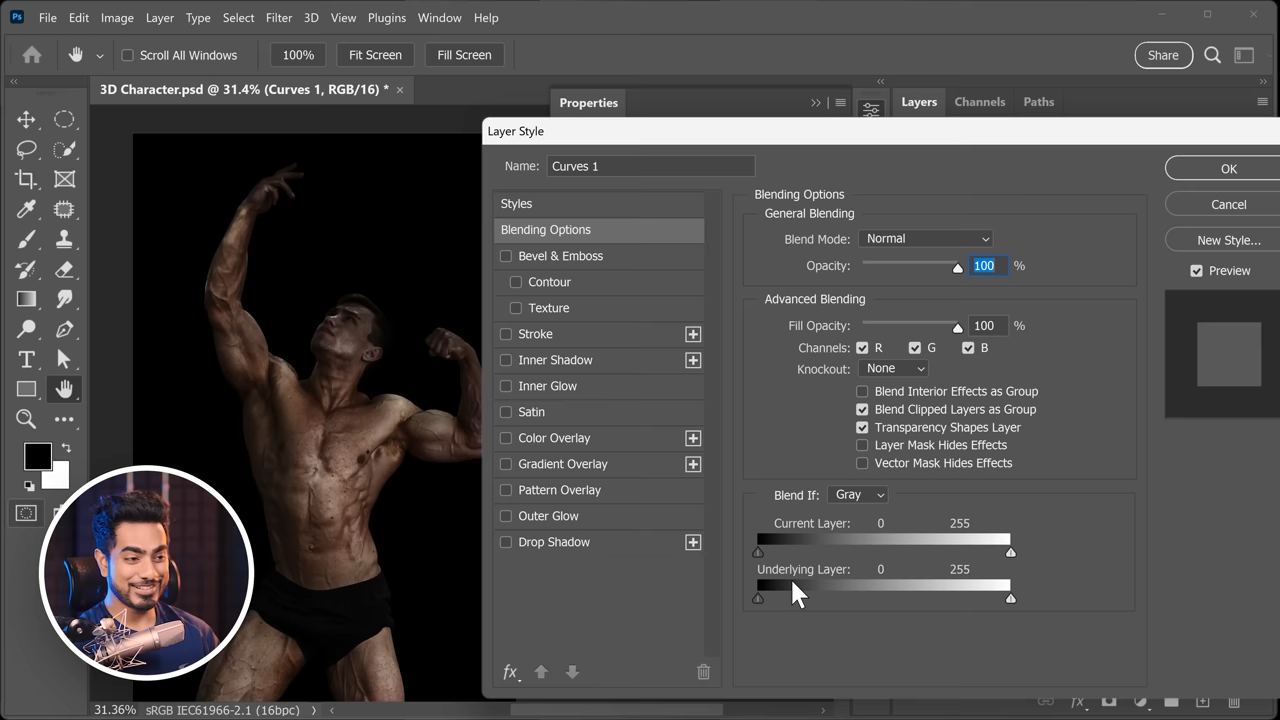 Ps File Edit Image Layer Type Select Filter 3D View Plugins Window Help
Scroll All Windows 100% Fit Screen Fill Screen Share
3D Character.psd @ 31.4% (Curves 1, RGB/16) * ×
Properties
Layers Channels Paths
Layer Style
Name: Curves 1
Styles
Blending Options
Bevel & Emboss
Contour
Texture
Stroke
Inner Shadow
Inner Glow
Satin
Color Overlay
Gradient Overlay
Pattern Overlay
Outer Glow
Drop Shadow
fx
Blending Options
General Blending
Blend Mode: Normal
Opacity: 100 %
Advanced Blending
Fill Opacity: 100 %
Channels: R G B
Knockout: None
Blend Interior Effects as Group
Blend Clipped Layers as Group
Transparency Shapes Layer
Layer Mask Hides Effects
Vector Mask Hides Effects
Blend If: Gray
Current Layer: 0 255
Underlying Layer: 0 255
OK
Cancel
New Style...
Preview
31.36% sRGB IEC61966-2.1 (16bpc)
fx